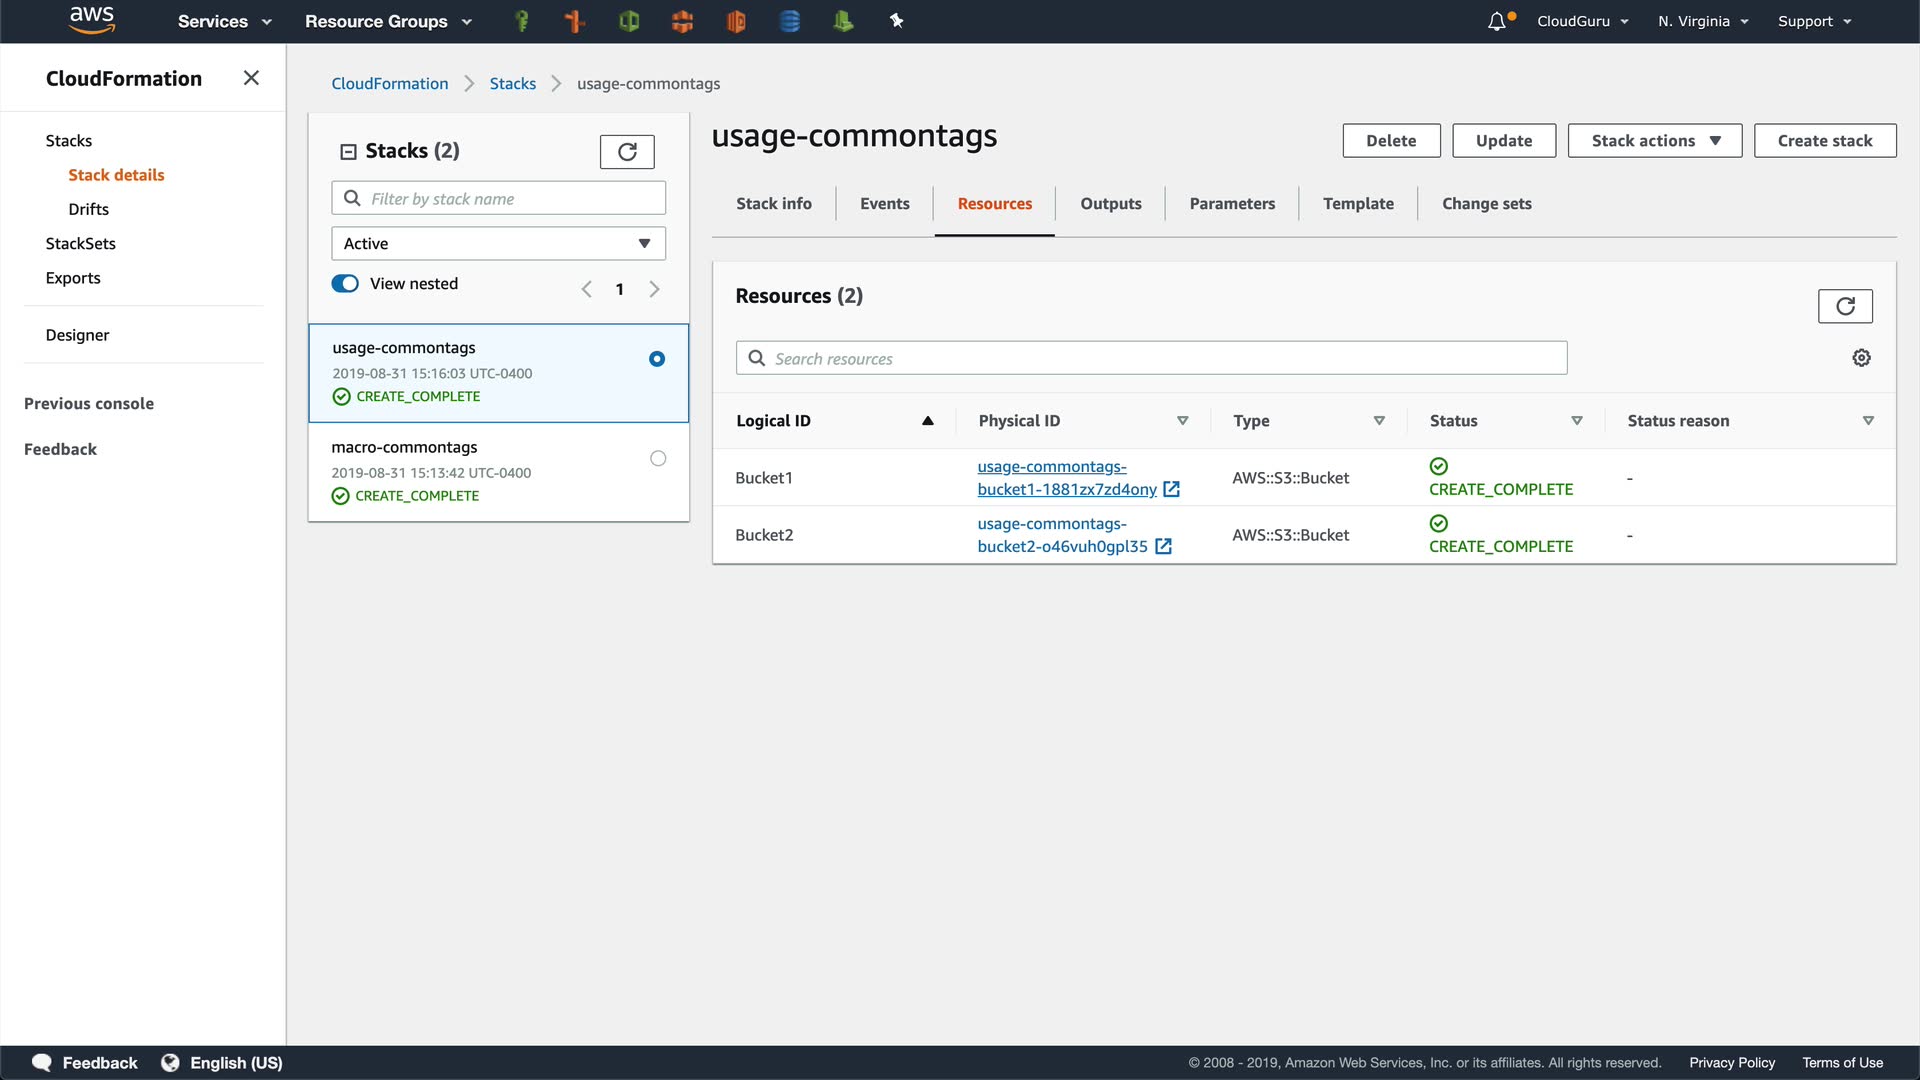 aws Services Resource Groups CloudGuru N. Virginia Support
CloudFormation
Stacks
Stack details
Drifts
StackSets
Exports
Designer
Previous console
Feedback
CloudFormation Stacks usage-commontags
Stacks (2)
Filter by stack name
Active
View nested 1
usage-commontags
2019-08-31 15:16:03 UTC-0400
CREATE_COMPLETE
macro-commontags
2019-08-31 15:13:42 UTC-0400
CREATE_COMPLETE
usage-commontags Delete Update Stack actions Create stack
Stack info Events Resources Outputs Parameters Template Change sets
Resources (2)
Search resources
Logical ID Physical ID Type Status Status reason
Bucket1 usage-commontags-
bucket1-1881zx7zd4ony AWS::S3::Bucket CREATE_COMPLETE -
Bucket2 usage-commontags-
bucket2-o46vuh0gpl35 AWS::S3::Bucket CREATE_COMPLETE -
Feedback English (US) © 2008 - 2019, Amazon Web Services, Inc. or its affiliates. All rights reserved. Privacy Policy Terms of Use